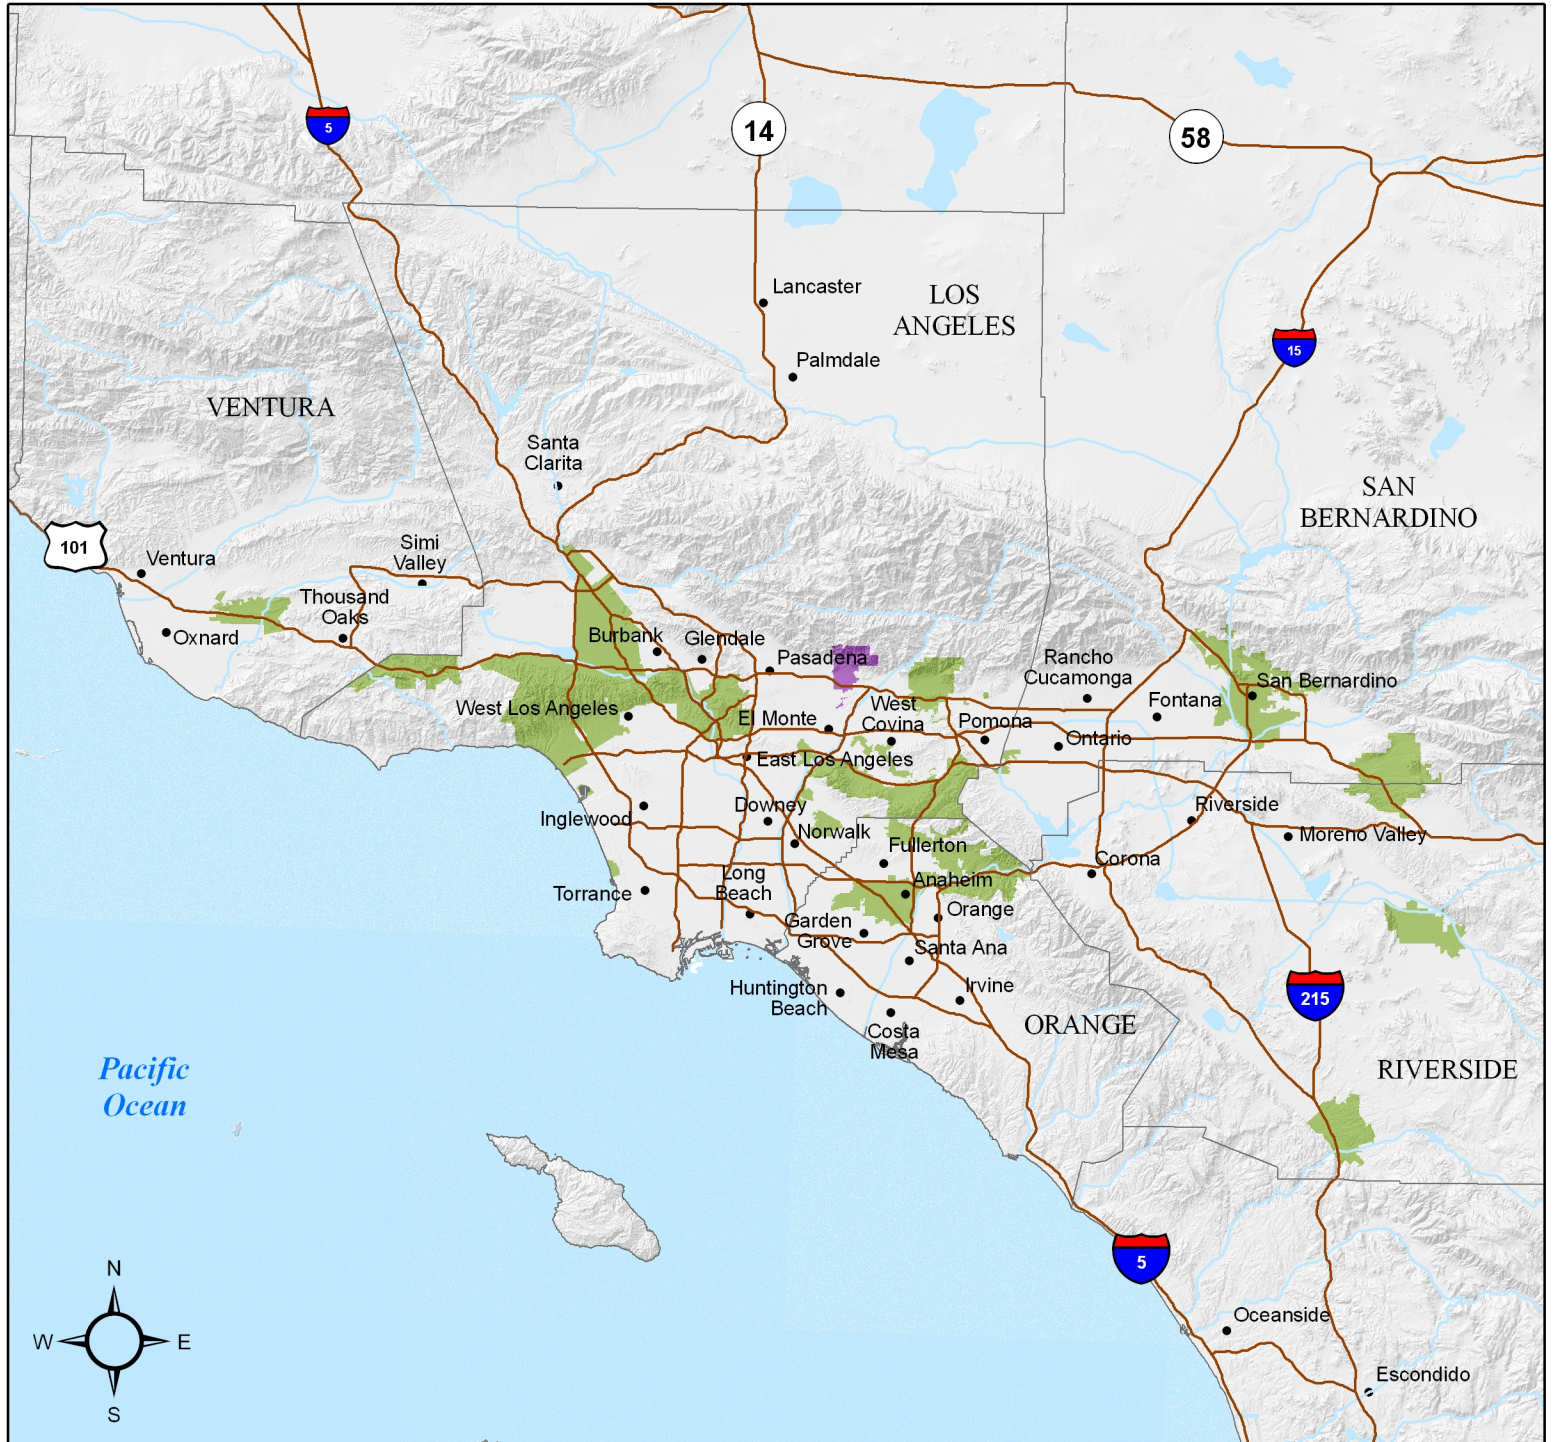 5
14
58
Lancaster
LOS
ANGELES
15
Palmdale
VENTURA
Santa
Clarita
SAN
BERNARDINO
101
Simi
Valley
Ventura
Thousand
Oaks
Oxnard
Burbank
Glendale
Pasadena
Rancho
Cucamonga
San Bernardino
West Los Angeles
El Monte
West
Covina
Pomona
Fontana
Ontario
East Los Angeles
Inglewood
Downey
Norwalk
Riverside
Moreno Valley
Fullerton
Corona
Torrance
Long
Beach
Anaheim
Orange
Garden
Grove
Santa Ana
Huntington
Beach
Irvine
215
Costa
Mesa
ORANGE
RIVERSIDE
Pacific
Ocean
5
N
W
E
S
Oceanside
Escondido